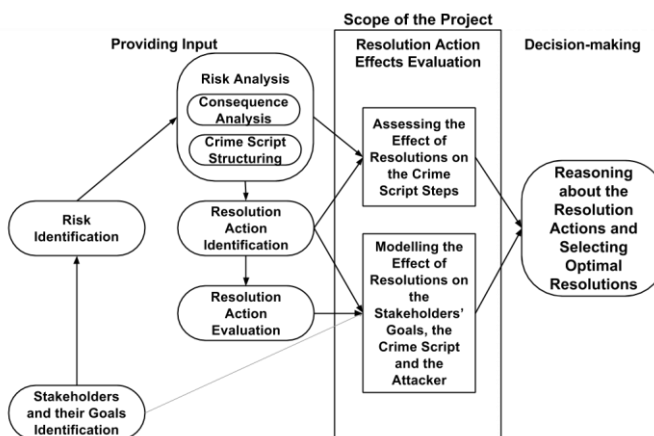 Scope of the Project
Providing Input
Resolution Action
Effects Evaluation
Decision-making
Risk Analysis
Consequence
Analysis
Crime Script
Structuring
Assessing the
Effect of
Resolutions on
the Crime
Script Steps
Reasoning
about the
Resolution
Actions and
Selecting
Optimal
Resolutions
Risk
Identification
Resolution
Action
Identification
Modelling the
Effect of
Resolutions on
the
Stakeholders'
Goals, the
Crime Script
and the
Attacker
Resolution
Action
Evaluation
Stakeholders
and their Goals
Identification